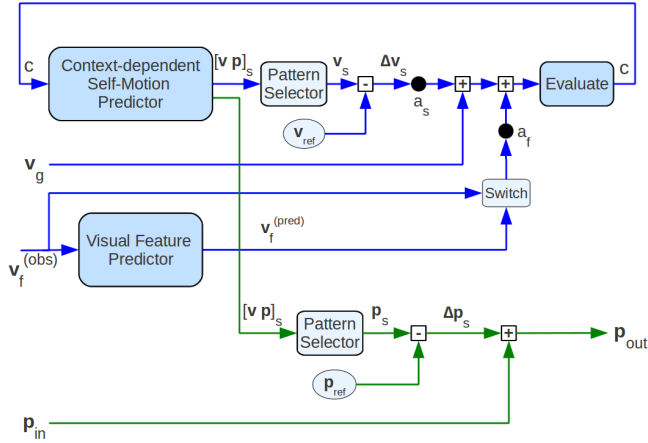 c
Context-dependent
Self-Motion
Predictor
[v p]s
Pattern
Selector
vs
-
Δvs
as
+
+
Evaluate
c
vref
af
vg
Switch
vf(obs)
Visual Feature
Predictor
vf(pred)
[v p]s
Pattern
Selector
ps
-
Δps
+
pout
pref
pin